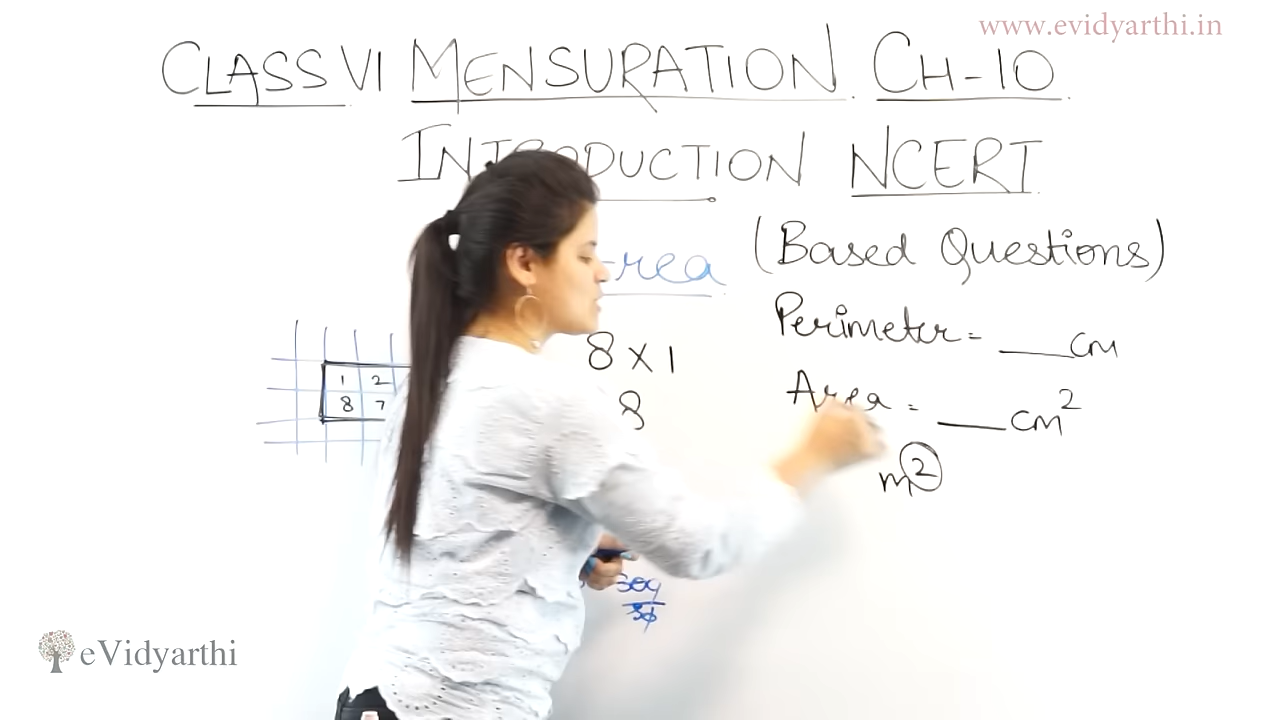 www.evidyarthi.in
CLASS VI MENSURATION CH-10
INTRODUCTION NCERT
(Based Questions)
Area
Perimeter = ___ cm
8 X 1
8
Area = ___ cm²
m²
1 2
8 7
eVidyarthi